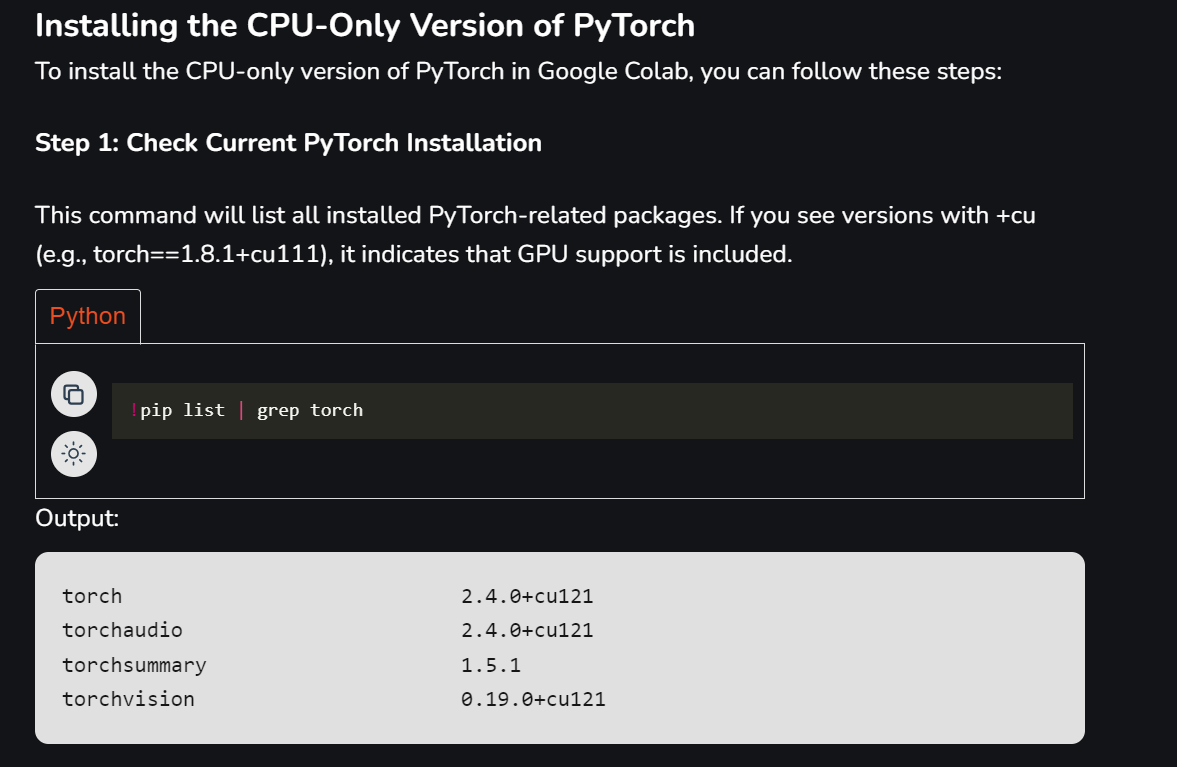 Installing the CPU-Only Version of PyTorch
To install the CPU-only version of PyTorch in Google Colab, you can follow these steps:
Step 1: Check Current PyTorch Installation
This command will list all installed PyTorch-related packages. If you see versions with +cu
(e.g., torch==1.8.1+cu111), it indicates that GPU support is included.
Python
!pip list | grep torch
Output:
torch 2.4.0+cu121
torchaudio 2.4.0+cu121
torchsummary 1.5.1
torchvision 0.19.0+cu121